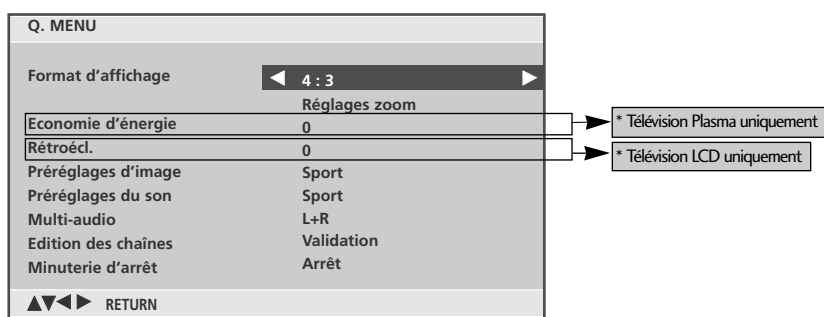 Q. MENU
Format d'affichage 4 : 3
Réglages zoom
Economie d'énergie 0 * Télévision Plasma uniquement
Rétroécl. 0 * Télévision LCD uniquement
Préréglages d'image Sport
Préréglages du son Sport
Multi-audio L+R
Edition des chaînes Validation
Minuterie d'arrêt Arrêt
RETURN